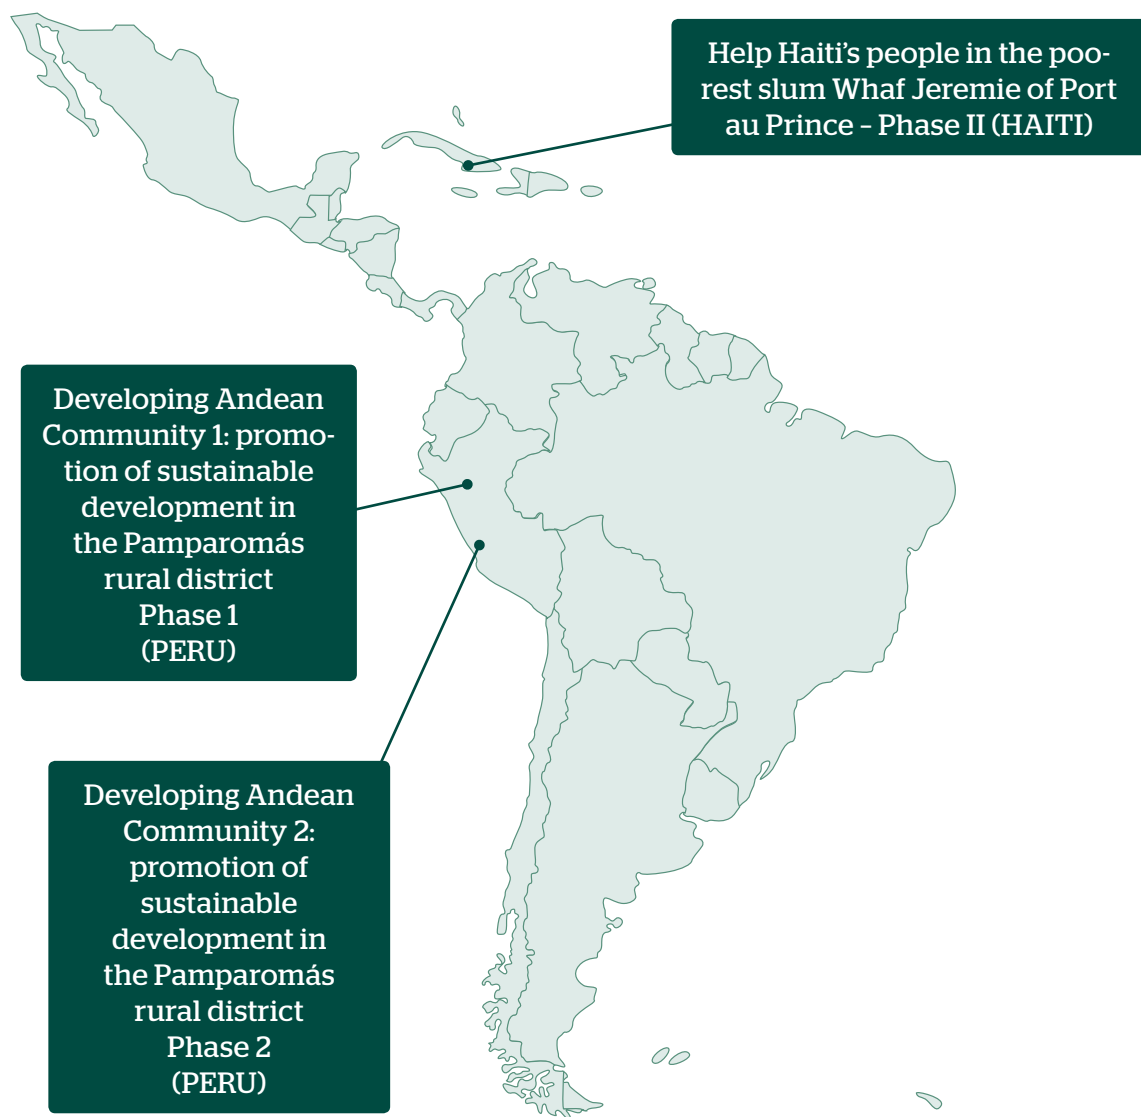 Help Haiti’s people in the poo-
rest slum Whaf Jeremie of Port
au Prince – Phase II (HAITI)
Developing Andean
Community 1: promo-
tion of sustainable
development in
the Pamparomás
rural district
Phase 1
(PERU)
Developing Andean
Community 2:
promotion of
sustainable
development in
the Pamparomás
rural district
Phase 2
(PERU)